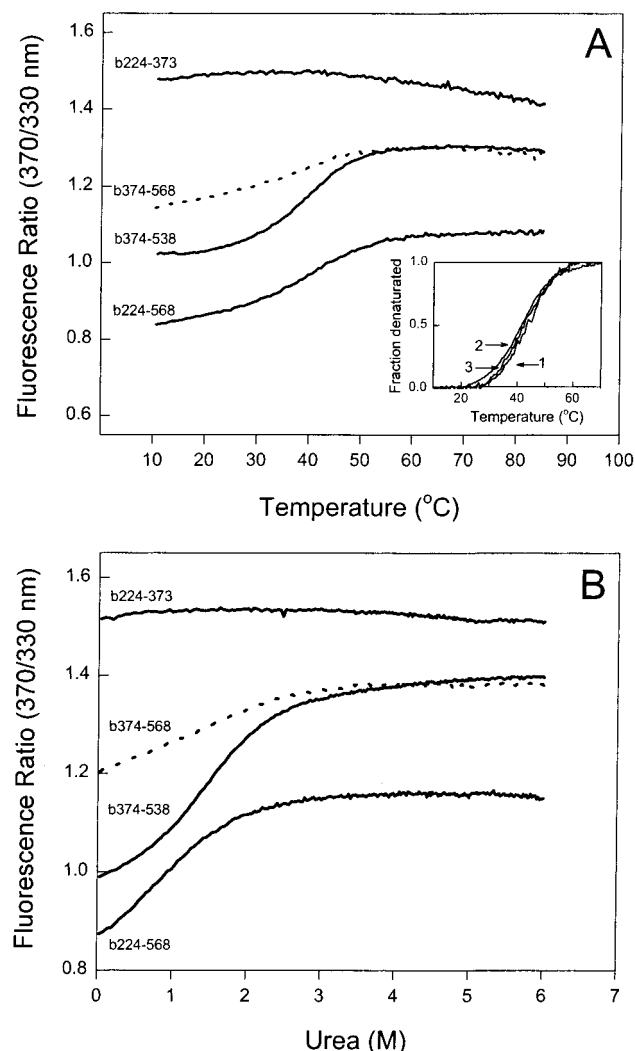 A
Fluorescence Ratio (370/330 nm)
1.6
1.4
1.2
1.0
0.8
0.6
b224-373
b374-568
b374-538
b224-568
Fraction denaturated
1.0
0.5
0.0
2
3
1
20 40 60
Temperature (°C)
10 20 30 40 50 60 70 80 90 100
Temperature (°C)
B
Fluorescence Ratio (370/330 nm)
1.6
1.4
1.2
1.0
0.8
b224-373
b374-568
b374-538
b224-568
0 1 2 3 4 5 6 7
Urea (M)